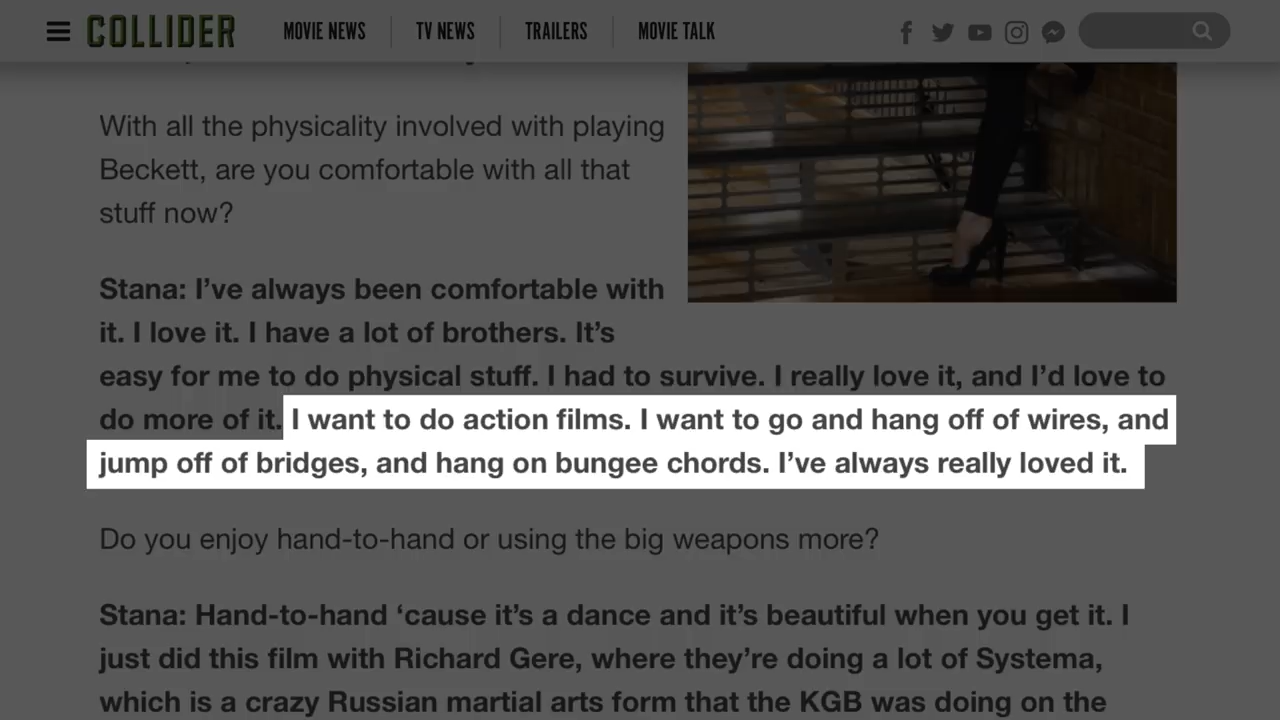 COLLIDER
MOVIE NEWS
TV NEWS
TRAILERS
MOVIE TALK
With all the physicality involved with playing
Beckett, are you comfortable with all that
stuff now?
Stana: I’ve always been comfortable with
it. I love it. I have a lot of brothers. It’s
easy for me to do physical stuff. I had to survive. I really love it, and I’d love to
do more of it. I want to do action films. I want to go and hang off of wires, and
jump off of bridges, and hang on bungee chords. I’ve always really loved it.
Do you enjoy hand-to-hand or using the big weapons more?
Stana: Hand-to-hand ‘cause it’s a dance and it’s beautiful when you get it. I
just did this film with Richard Gere, where they’re doing a lot of Systema,
which is a crazy Russian martial arts form that the KGB was doing on the